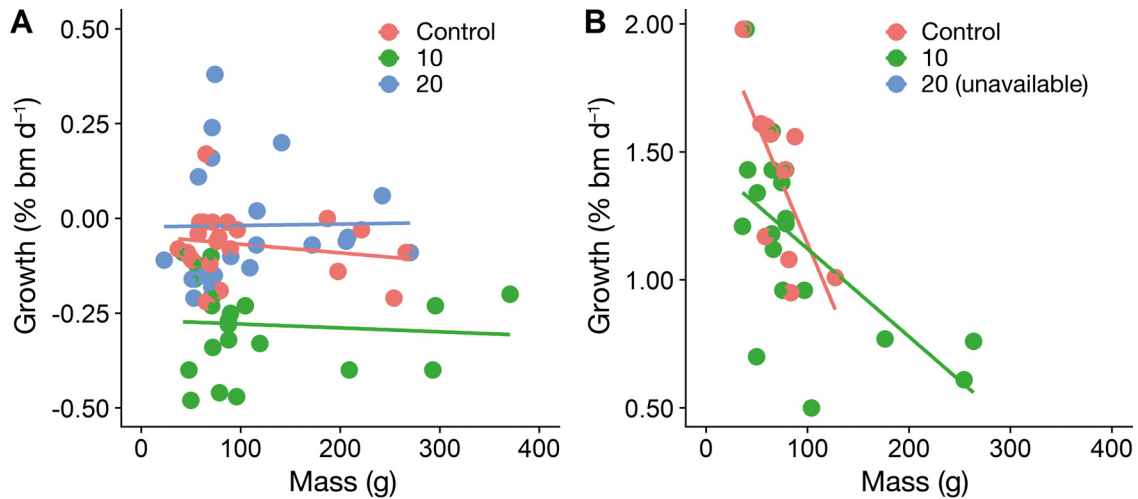 A
Control
10
20
0.50
0.25
0.00
-0.25
-0.50
Growth (% bm d⁻¹)
0
100
200
300
400
Mass (g)
B
Control
10
20 (unavailable)
2.00
1.50
1.00
0.50
Growth (% bm d⁻¹)
0
100
200
300
400
Mass (g)